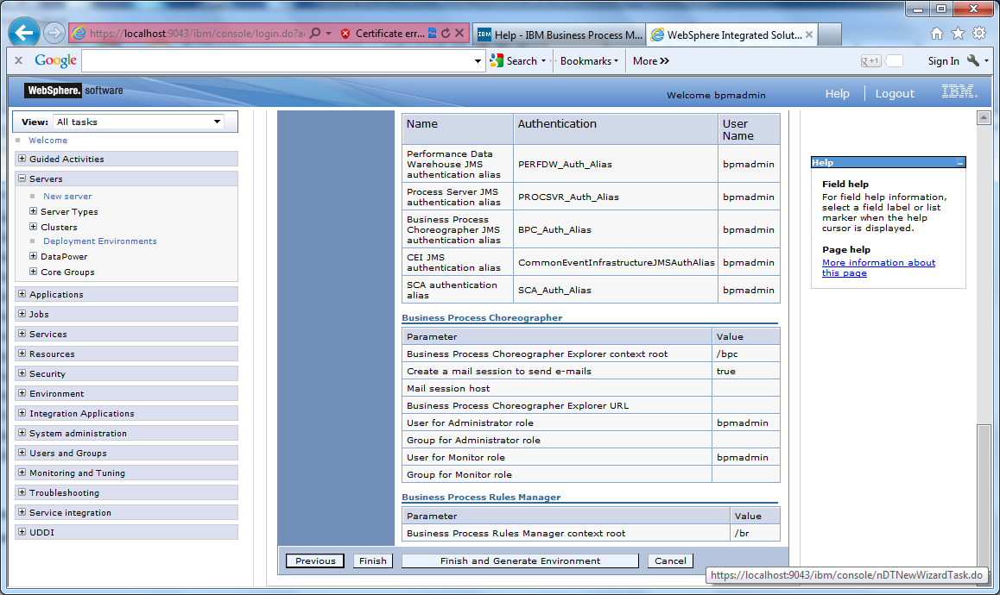 https://localhost:9043/ibm/console/login.do?a
Certificate err...
IBM Help - IBM Business Process M...
WebSphere Integrated Solut...
x Google
Search
Bookmarks
More »
g +1
Sign In
WebSphere. software
Welcome bpmadmin
Help
Logout
IBM.
View: All tasks
Welcome
Guided Activities
Servers
New server
Server Types
Clusters
Deployment Environments
DataPower
Core Groups
Applications
Jobs
Services
Resources
Security
Environment
Integration Applications
System administration
Users and Groups
Monitoring and Tuning
Troubleshooting
Service integration
UDDI
Name Authentication User
Name
Performance Data
Warehouse JMS
authentication alias
PERFDW_Auth_Alias
bpmadmin
Process Server JMS
authentication alias
PROCSVR_Auth_Alias
bpmadmin
Business Process
Choreographer JMS
authentication alias
BPC_Auth_Alias
bpmadmin
CEI JMS
authentication alias
CommonEventInfrastructureJMSAuthAlias
bpmadmin
SCA authentication
alias
SCA_Auth_Alias
bpmadmin
Business Process Choreographer
Parameter Value
Business Process Choreographer Explorer context root /bpc
Create a mail session to send e-mails true
Mail session host
Business Process Choreographer Explorer URL
User for Administrator role bpmadmin
Group for Administrator role
User for Monitor role bpmadmin
Group for Monitor role
Business Process Rules Manager
Parameter Value
Business Process Rules Manager context root /br
Previous Finish Finish and Generate Environment Cancel
Help
Field help
For field help information,
select a field label or list
marker when the help
cursor is displayed.
Page help
More information about
this page
https://localhost:9043/ibm/console/nDTNewWizardTask.do